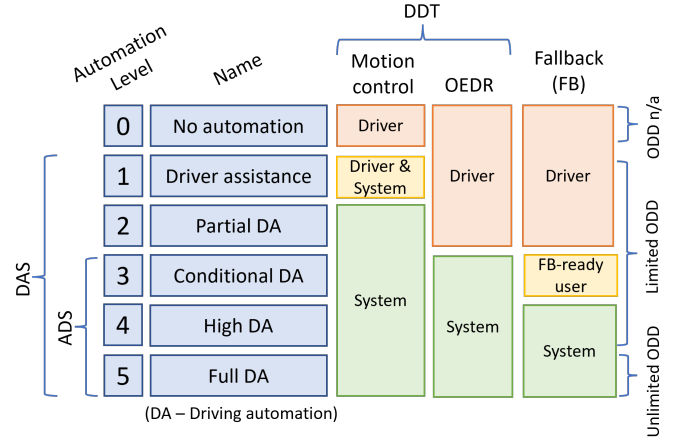 DDT
Automation
Level
Name
Motion
control
OEDR
Fallback
(FB)
0
No automation
Driver
ODD n/a
1
Driver assistance
Driver &
System
Driver
Driver
2
Partial DA
Limited ODD
DAS
3
Conditional DA
FB-ready
user
System
ADS
4
High DA
System
System
5
Full DA
Unlimited ODD
(DA – Driving automation)